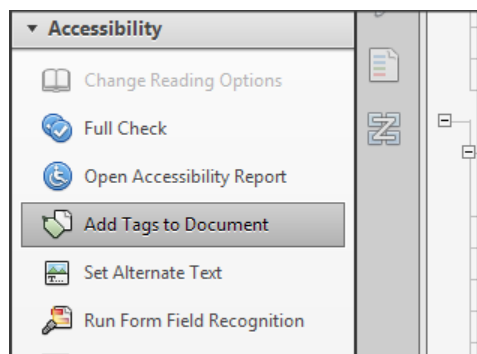 Accessibility
Change Reading Options
Full Check
Open Accessibility Report
Add Tags to Document
Set Alternate Text
Run Form Field Recognition